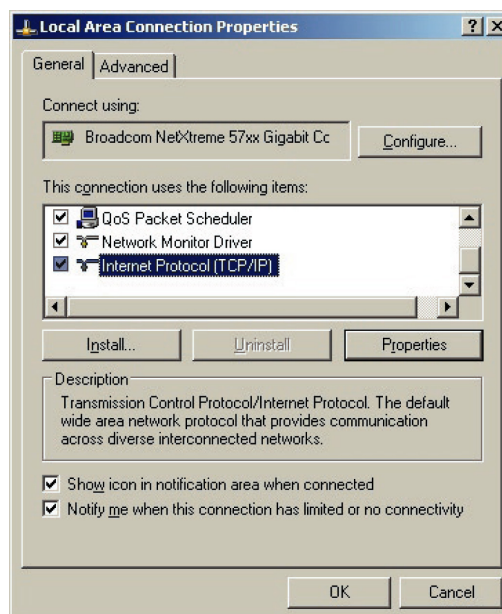 Local Area Connection Properties
General Advanced
Connect using:
Broadcom NetXtreme 57xx Gigabit Cc Configure...
This connection uses the following items:
QoS Packet Scheduler
Network Monitor Driver
Internet Protocol (TCP/IP)
Install... Uninstall Properties
Description
Transmission Control Protocol/Internet Protocol. The default
wide area network protocol that provides communication
across diverse interconnected networks.
Show icon in notification area when connected
Notify me when this connection has limited or no connectivity
OK Cancel